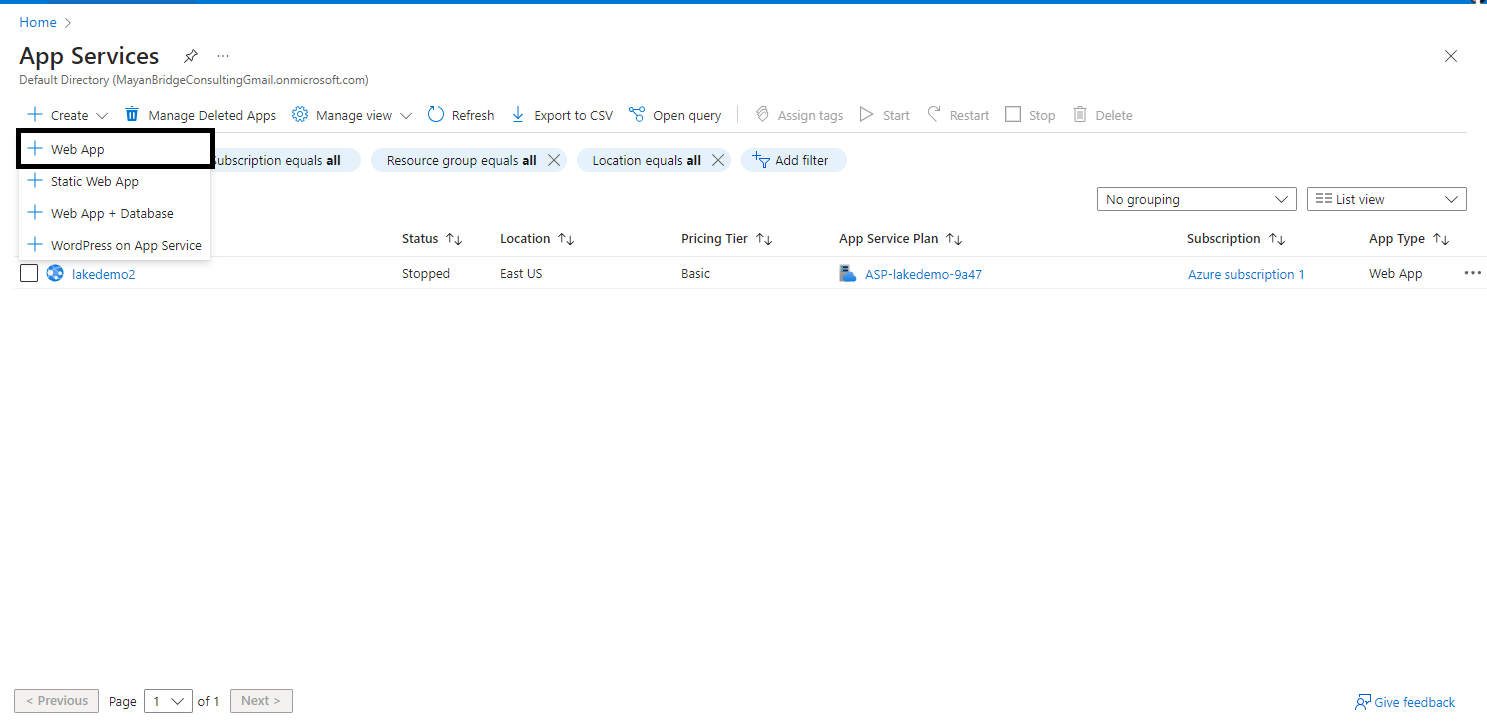 Home
App Services
Default Directory (MayanBridgeConsultingGmail.onmicrosoft.com)
Create Manage Deleted Apps Manage view Refresh Export to CSV Open query Assign tags Start Restart Stop Delete
Web App
Subscription equals all Resource group equals all Location equals all Add filter
Static Web App
No grouping List view
Web App + Database
Status Location Pricing Tier App Service Plan Subscription App Type
WordPress on App Service
lakedemo2 Stopped East US Basic ASP-lakedemo-9a47 Azure subscription 1 Web App
< Previous Page 1 of 1 Next >
Give feedback